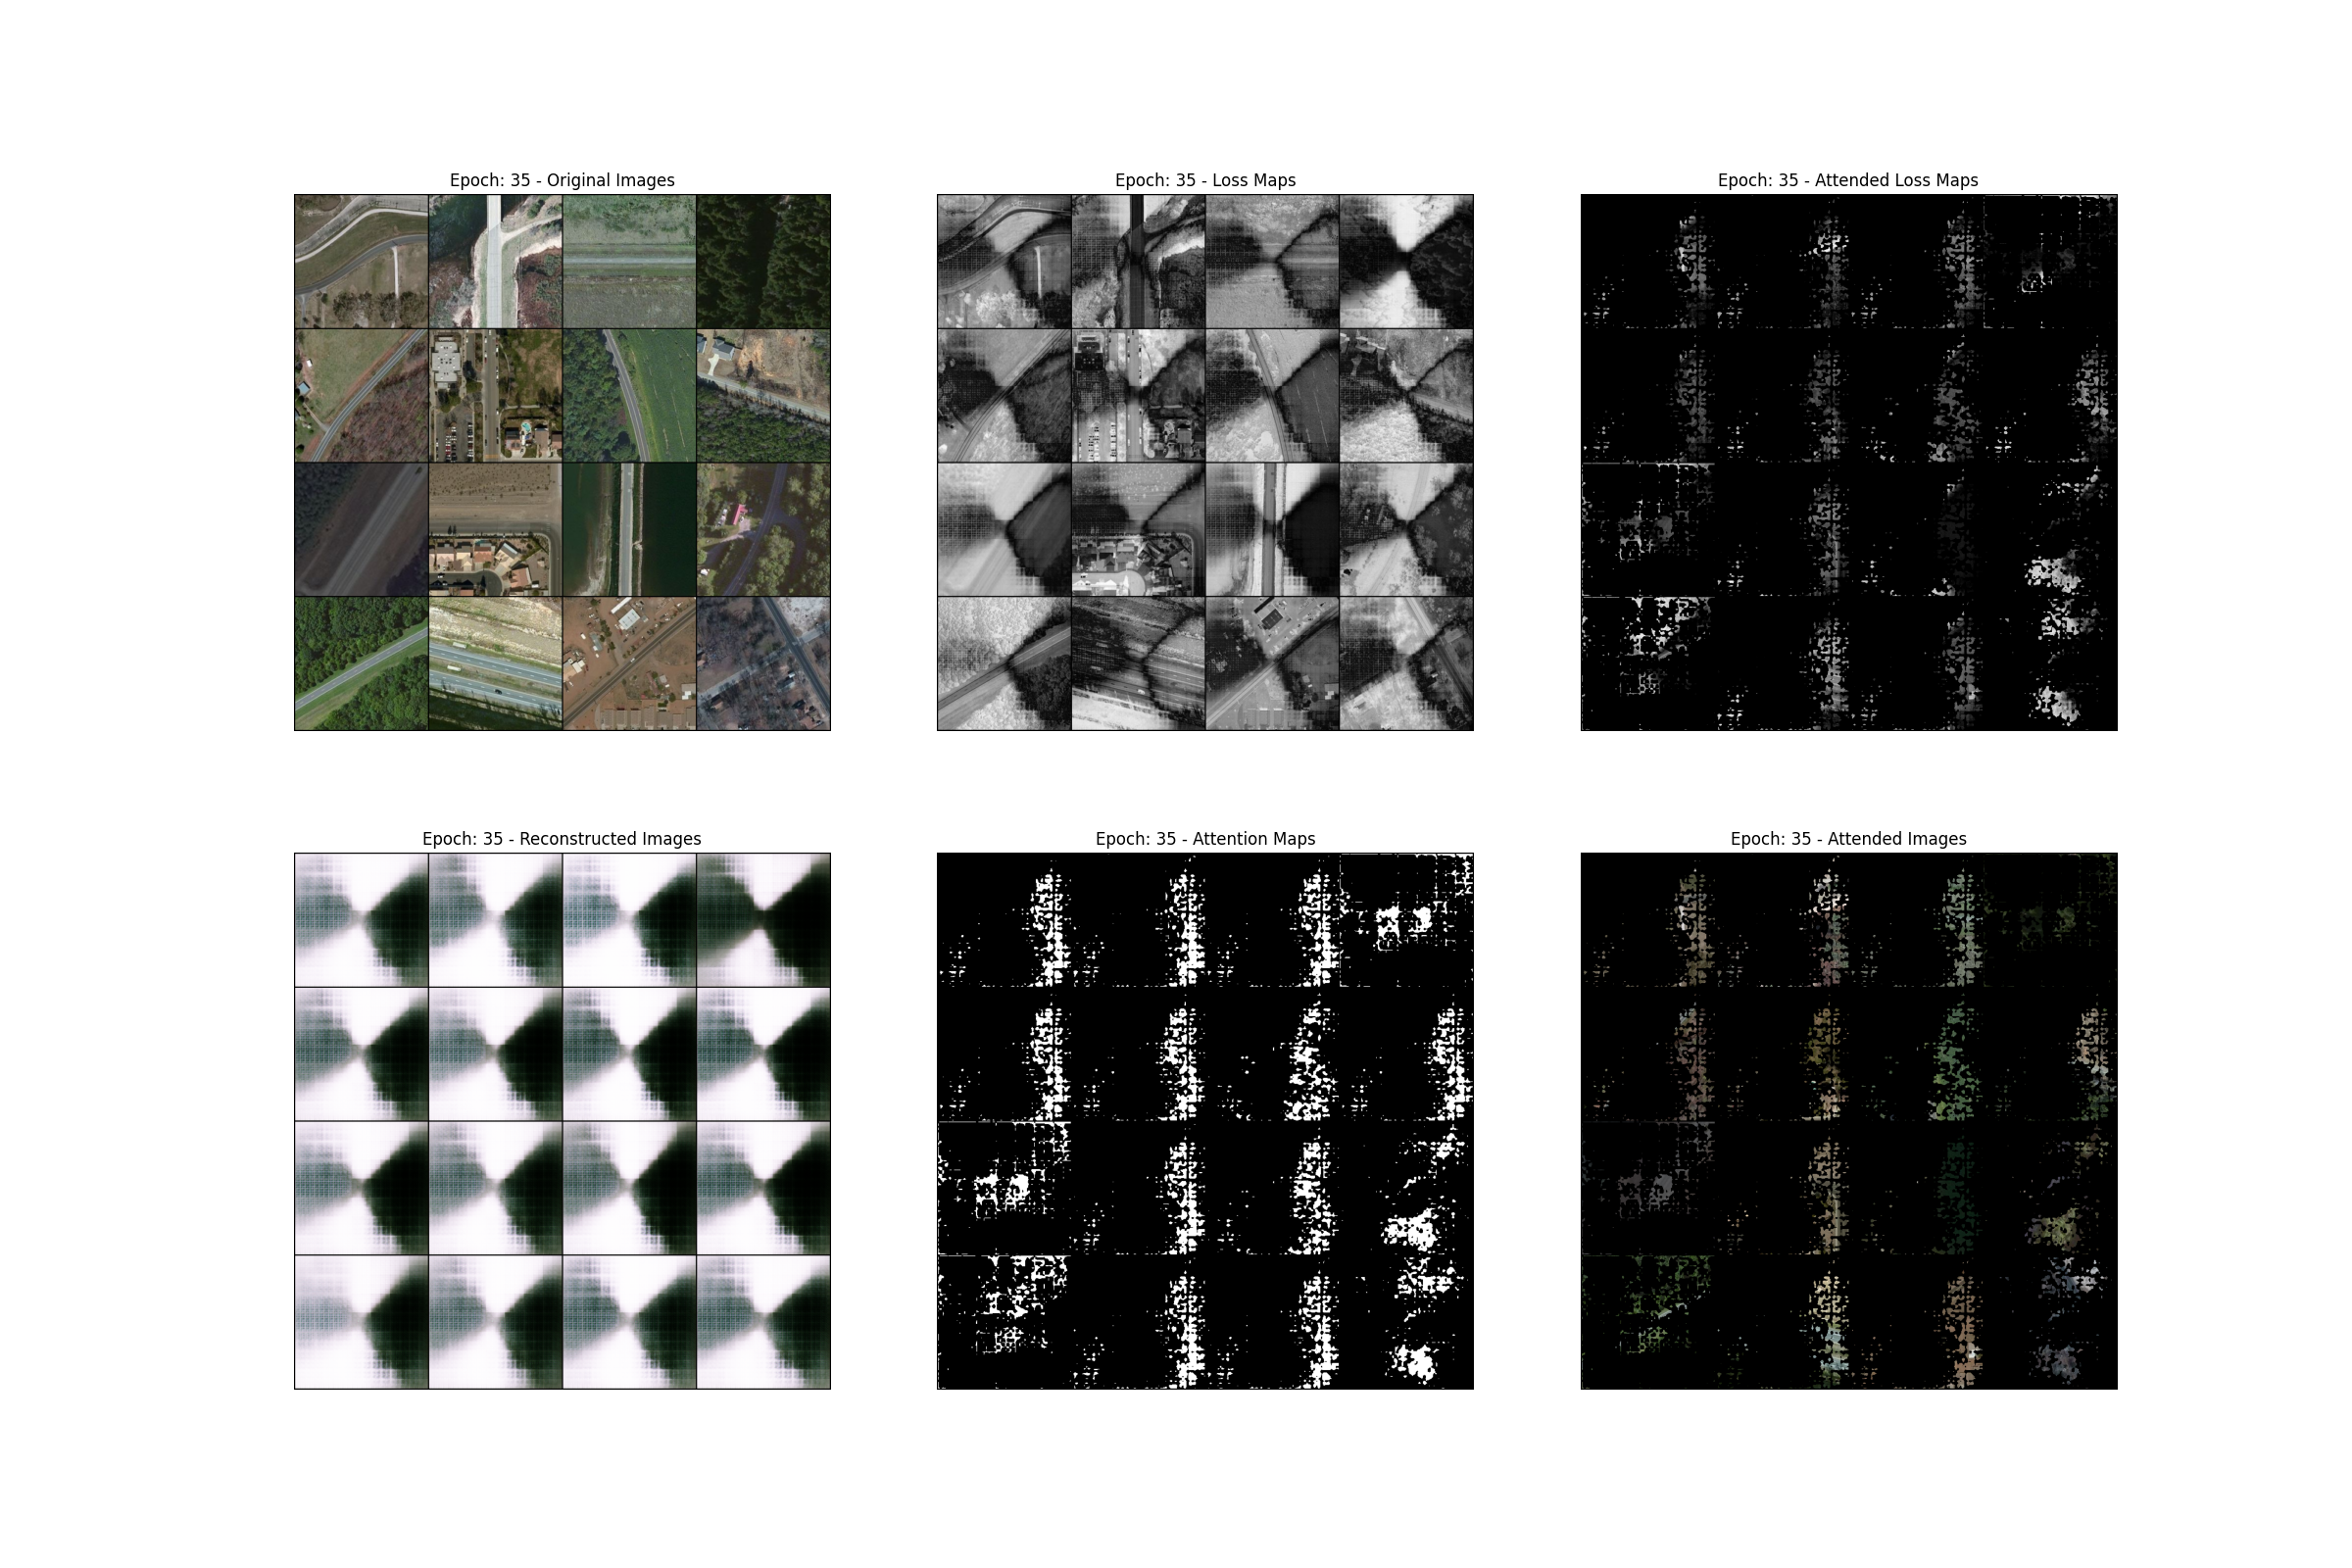 Epoch: 35 - Original Images
Epoch: 35 - Loss Maps
Epoch: 35 - Attended Loss Maps
Epoch: 35 - Reconstructed Images
Epoch: 35 - Attention Maps
Epoch: 35 - Attended Images